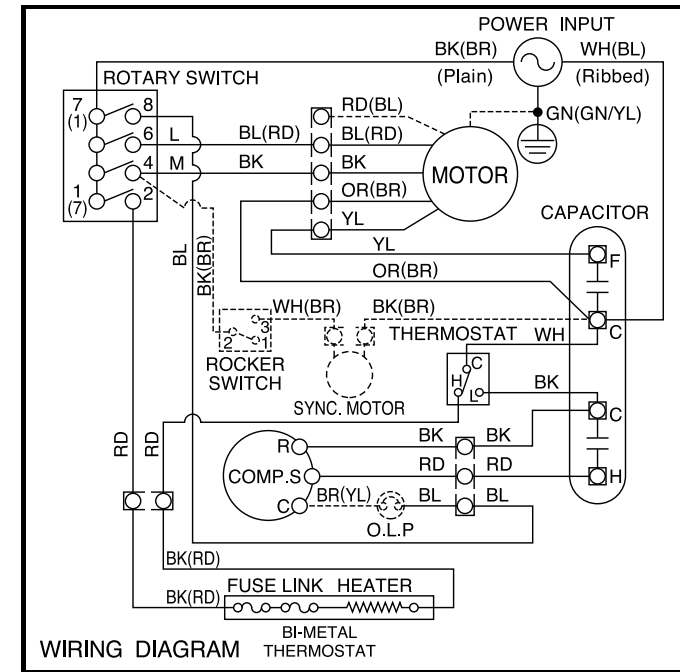 POWER INPUT
BK(BR)
WH(BL)
(Plain)
(Ribbed)
ROTARY SWITCH
7
(1)
8
RD(BL)
GN(GN/YL)
6
L
BL(RD)
BL(RD)
4
M
BK
BK
MOTOR
1
(7)
2
OR(BR)
CAPACITOR
YL
YL
F
BL
BK(BR)
OR(BR)
WH(BR)
BK(BR)
C
3
2
1
THERMOSTAT
WH
ROCKER
SWITCH
C
H
L
BK
SYNC. MOTOR
C
RD
RD
R
BK
BK
COMP.
S
RD
RD
H
C
BR(YL)
BL
BL
O.L.P
BK(RD)
FUSE LINK
HEATER
BK(RD)
BI-METAL
THERMOSTAT
WIRING DIAGRAM